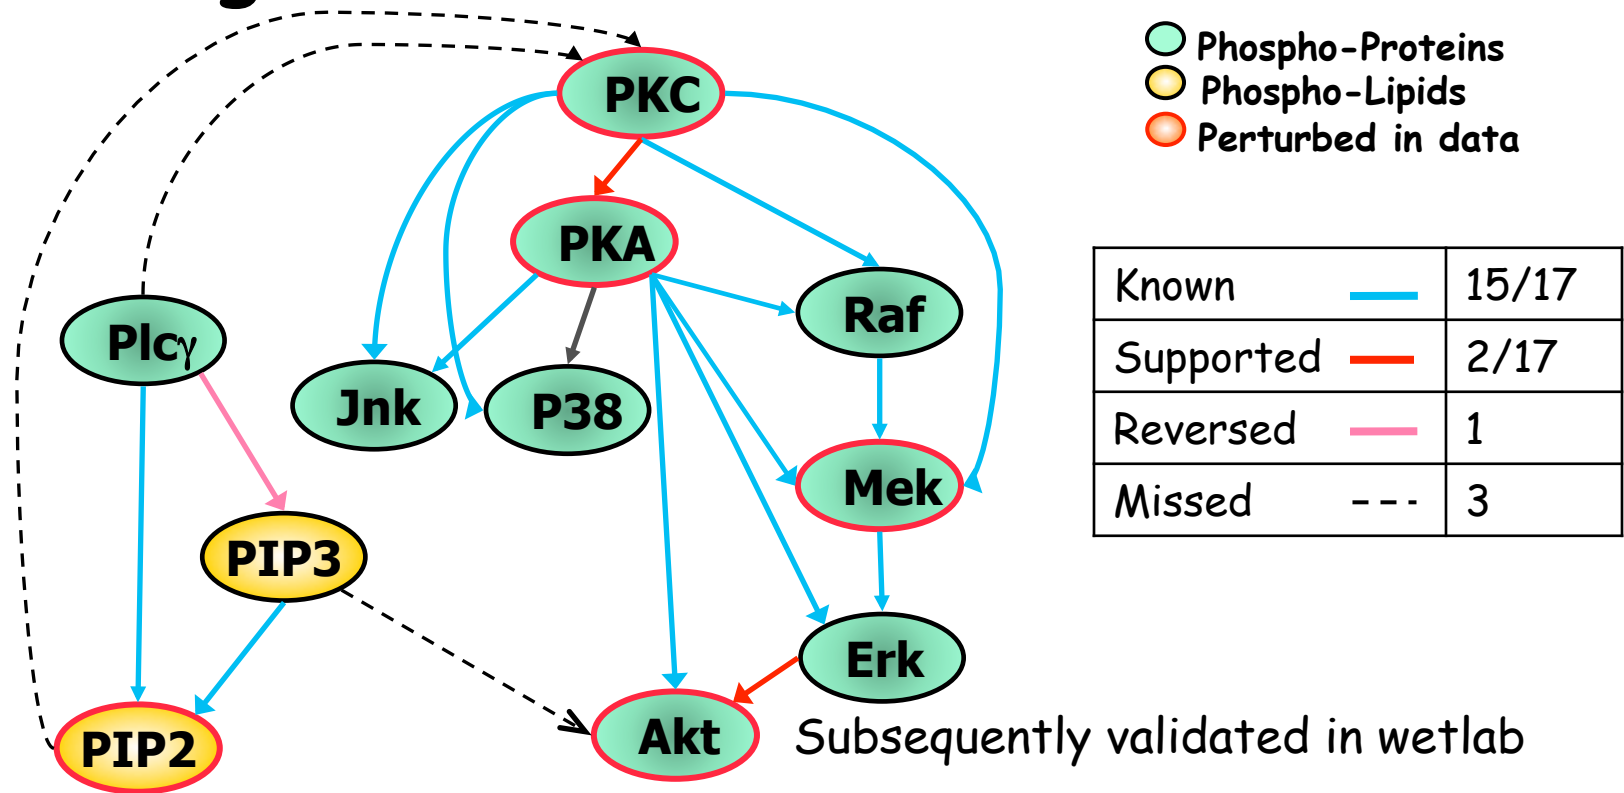 Phospho-Proteins
Phospho-Lipids
Perturbed in data
PKC
PKA
Raf
Plcγ
Jnk
P38
Mek
PIP3
Erk
Akt
PIP2
Known 15/17
Supported 2/17
Reversed 1
Missed 3
Subsequently validated in wetlab